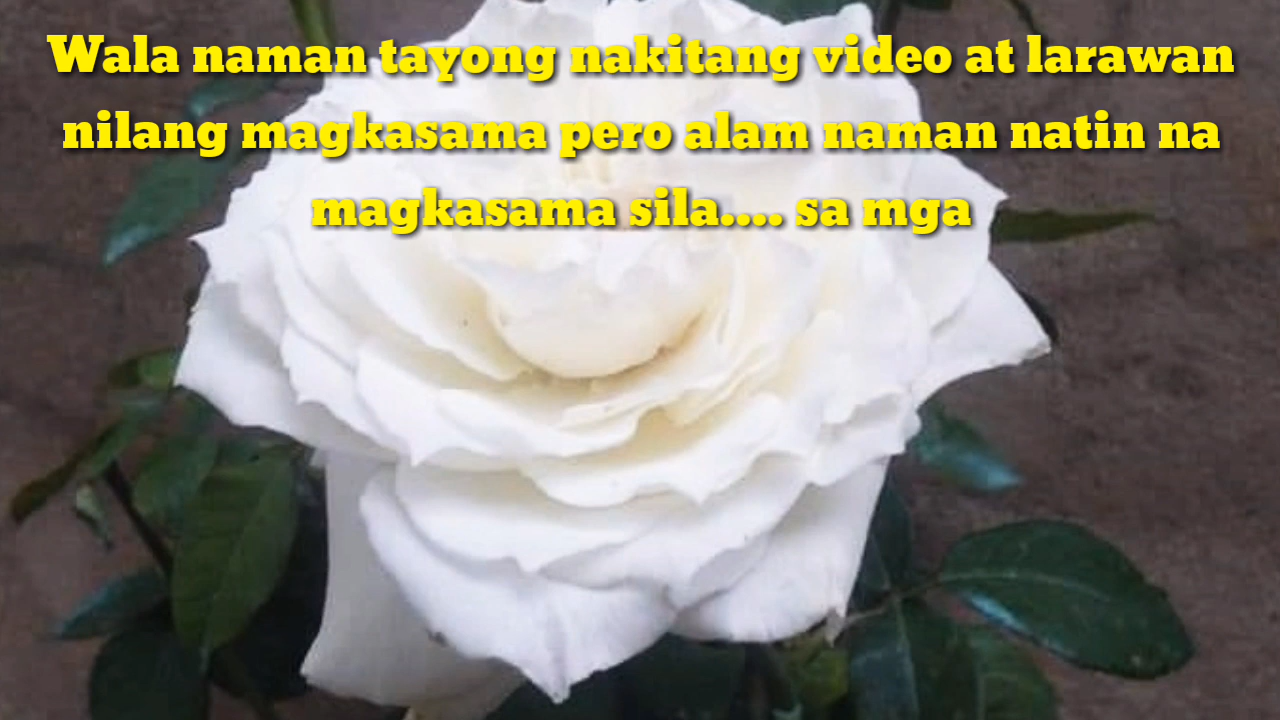 Wala naman tayong nakitang video at larawan
nilang magkasama pero alam naman natin na
magkasama sila.... sa mga